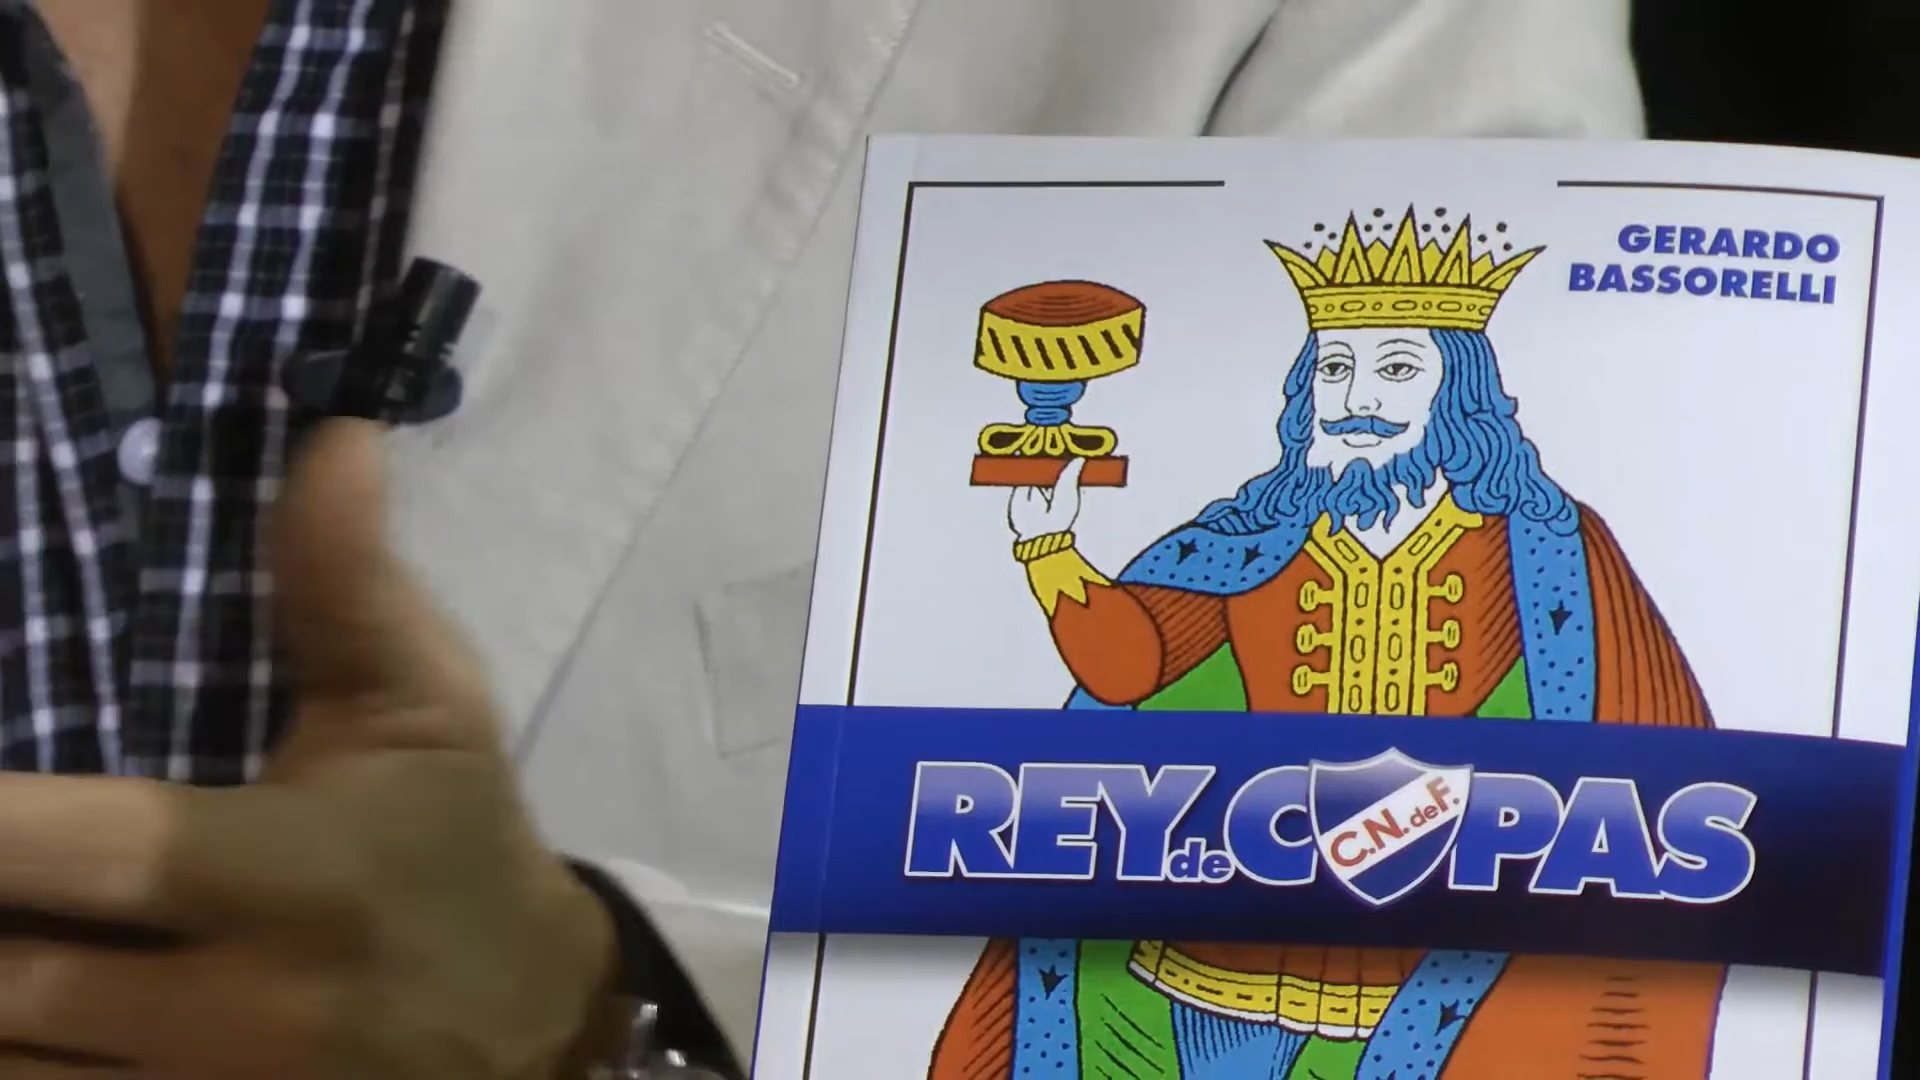 GERARDO
BASSORELLI
REY de COPAS
C.N. de F.